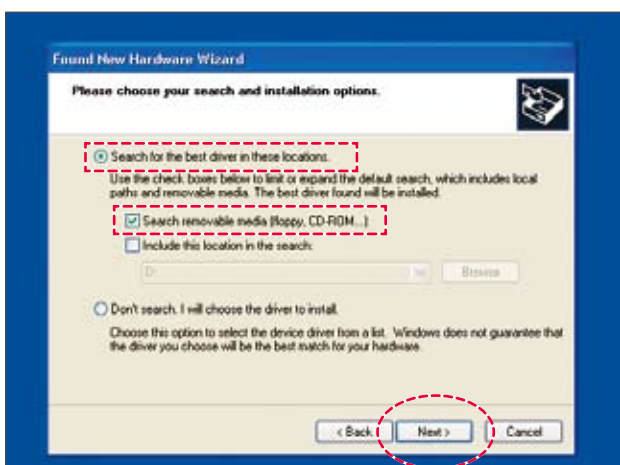 Found New Hardware Wizard
Please choose your search and installation options.
Search for the best driver in these locations.
Use the check boxes below to limit or expand the default search, which includes local
paths and removable media. The best driver found will be installed.
Search removable media (floppy, CD-ROM...)
Include this location in the search:
D:
Browse
Don't search. I will choose the driver to install.
Choose this option to select the device driver from a list. Windows does not guarantee that
the driver you choose will be the best match for your hardware.
< Back
Next >
Cancel